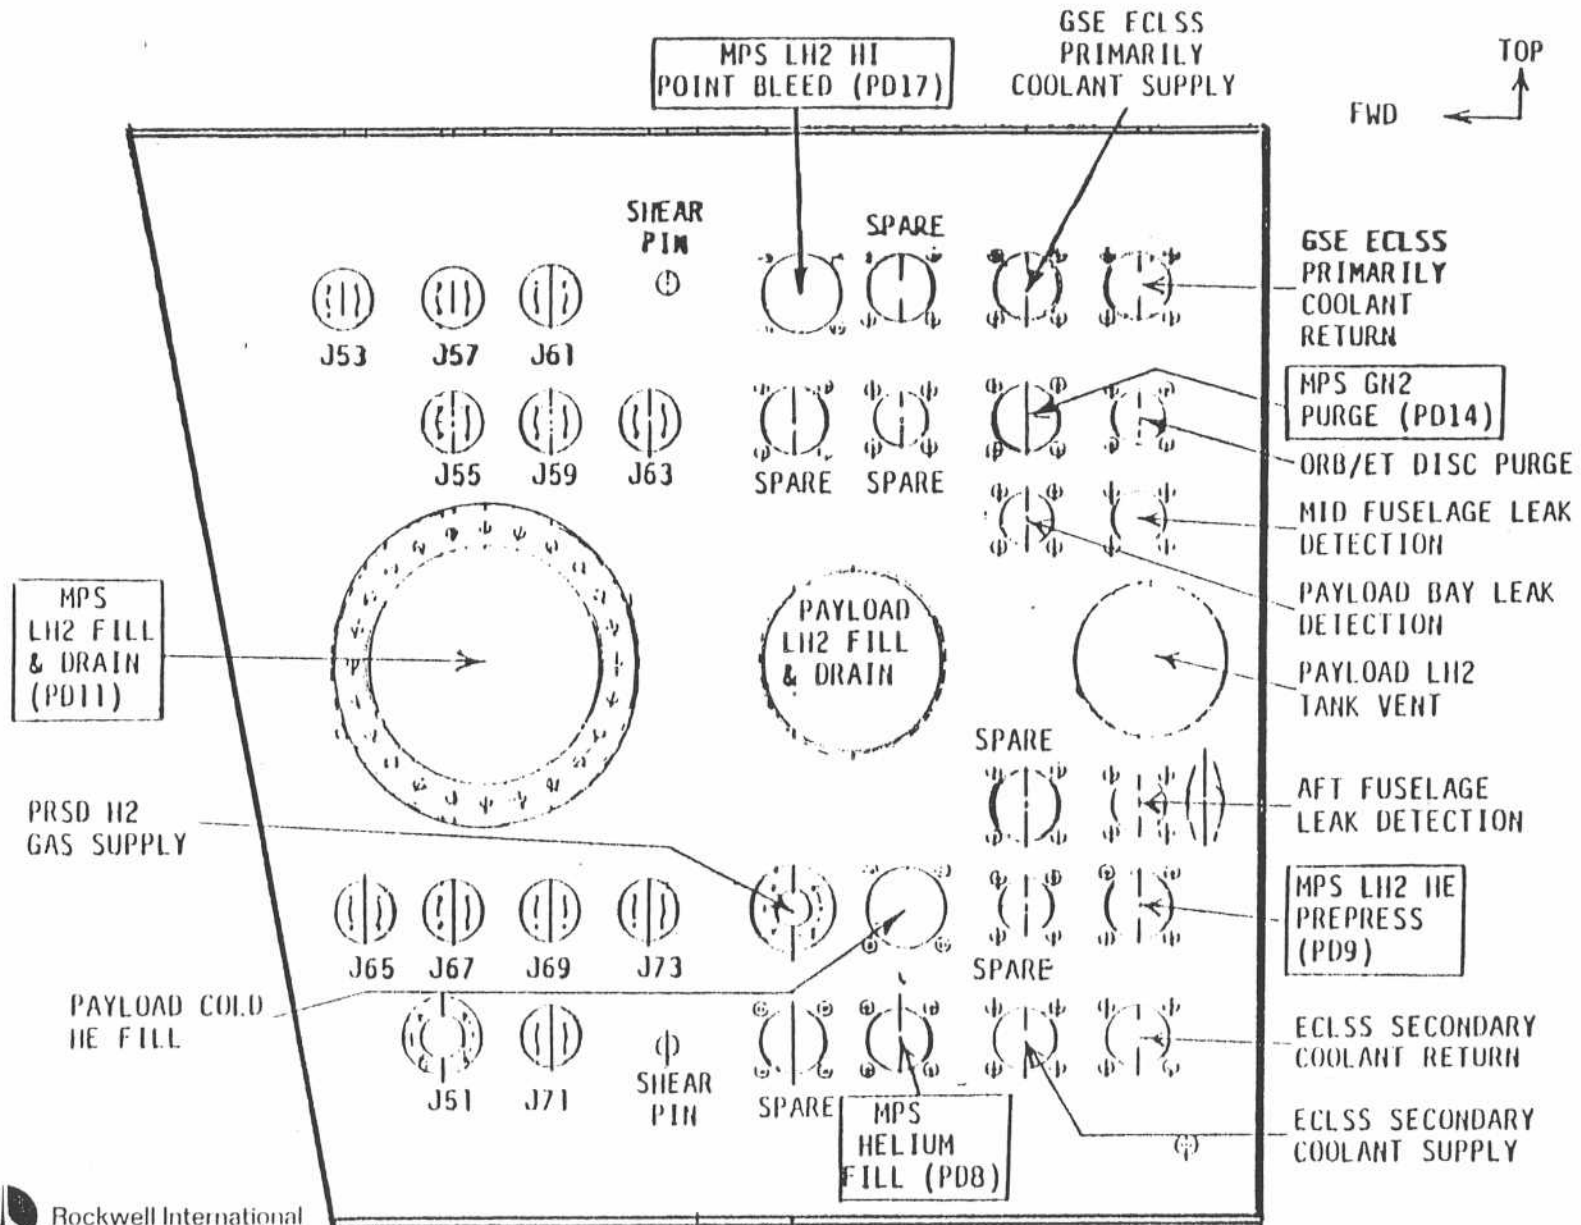 GSE ECLSS
PRIMARILY
COOLANT SUPPLY
MPS LH2 HI
POINT BLEED (PD17)
TOP
FWD
SHEAR
PIN
SPARE
GSE ECLSS
PRIMARILY
COOLANT
RETURN
J53
J57
J61
MPS GN2
PURGE (PD14)
J55
J59
J63
SPARE
SPARE
ORB/ET DISC PURGE
MID FUSELAGE LEAK
DETECTION
MPS
LH2 FILL
& DRAIN
(PD11)
PAYLOAD
LH2 FILL
& DRAIN
PAYLOAD BAY LEAK
DETECTION
PAYLOAD LH2
TANK VENT
SPARE
PRSD H2
GAS SUPPLY
AFT FUSELAGE
LEAK DETECTION
MPS LH2 HE
PREPRESS
(PD9)
J65
J67
J69
J73
SPARE
PAYLOAD COLD
HE FILL
ECLSS SECONDARY
COOLANT RETURN
J51
J71
SHEAR
PIN
SPARE
MPS
HELIUM
FILL (PD8)
ECLSS SECONDARY
COOLANT SUPPLY
Rockwell International